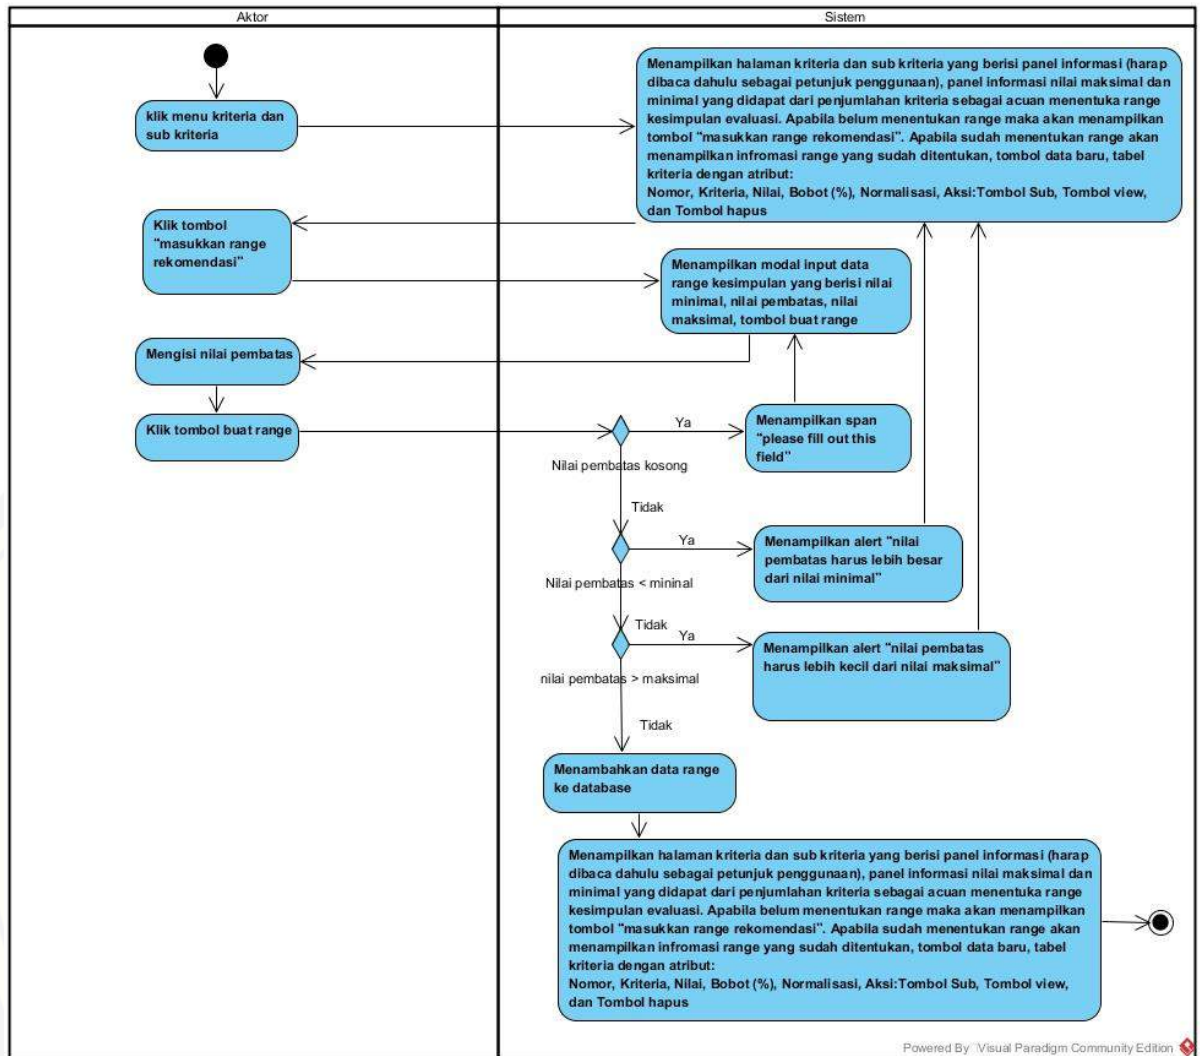 Aktor
Sistem
klik menu kriteria dan
sub kriteria
Menampilkan halaman kriteria dan sub kriteria yang berisi panel informasi (harap
dibaca dahulu sebagai petunjuk penggunaan), panel informasi nilai maksimal dan
minimal yang didapat dari penjumlahan kriteria sebagai acuan menentuka range
kesimpulan evaluasi. Apabila belum menentukan range maka akan menampilkan
tombol "masukkan range rekomendasi". Apabila sudah menentukan range akan
menampilkan infromasi range yang sudah ditentukan, tombol data baru, tabel
kriteria dengan atribut:
Nomor, Kriteria, Nilai, Bobot (%), Normalisasi, Aksi:Tombol Sub, Tombol view,
dan Tombol hapus
Klik tombol
"masukkan range
rekomendasi"
Menampilkan modal input data
range kesimpulan yang berisi nilai
minimal, nilai pembatas, nilai
maksimal, tombol buat range
Mengisi nilai pembatas
Klik tombol buat range
Ya
Menampilkan span
"please fill out this
field"
Nilai pembatas kosong
Tidak
Ya
Menampilkan alert "nilai
pembatas harus lebih besar
dari nilai minimal"
Nilai pembatas < mininal
Tidak
Ya
Menampilkan alert "nilai pembatas
harus lebih kecil dari nilai maksimal"
nilai pembatas > maksimal
Tidak
Menambahkan data range
ke database
Menampilkan halaman kriteria dan sub kriteria yang berisi panel informasi (harap
dibaca dahulu sebagai petunjuk penggunaan), panel informasi nilai maksimal dan
minimal yang didapat dari penjumlahan kriteria sebagai acuan menentuka range
kesimpulan evaluasi. Apabila belum menentukan range maka akan menampilkan
tombol "masukkan range rekomendasi". Apabila sudah menentukan range akan
menampilkan infromasi range yang sudah ditentukan, tombol data baru, tabel
kriteria dengan atribut:
Nomor, Kriteria, Nilai, Bobot (%), Normalisasi, Aksi:Tombol Sub, Tombol view,
dan Tombol hapus
Powered By Visual Paradigm Community Edition